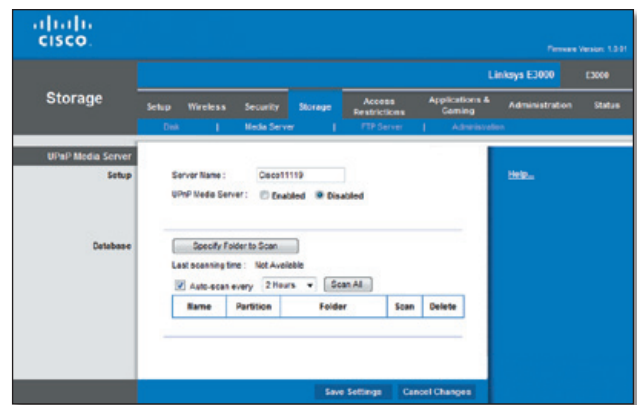 CISCO
Firmware Version: 1.0.01
Linksys E3000 E3000
Storage
Setup Wireless Security Storage Access Restrictions Applications & Gaming Administration Status
Disk | Media Server | FTP Server | Administration
UPnP Media Server
Setup
Server Name : Cisco11119
UPnP Media Server : Enabled Disabled
Help...
Database
Specify Folder to Scan
Last scanning time : Not Available
Auto-scan every 2 Hours Scan All
Name Partition Folder Scan Delete
Save Settings Cancel Changes